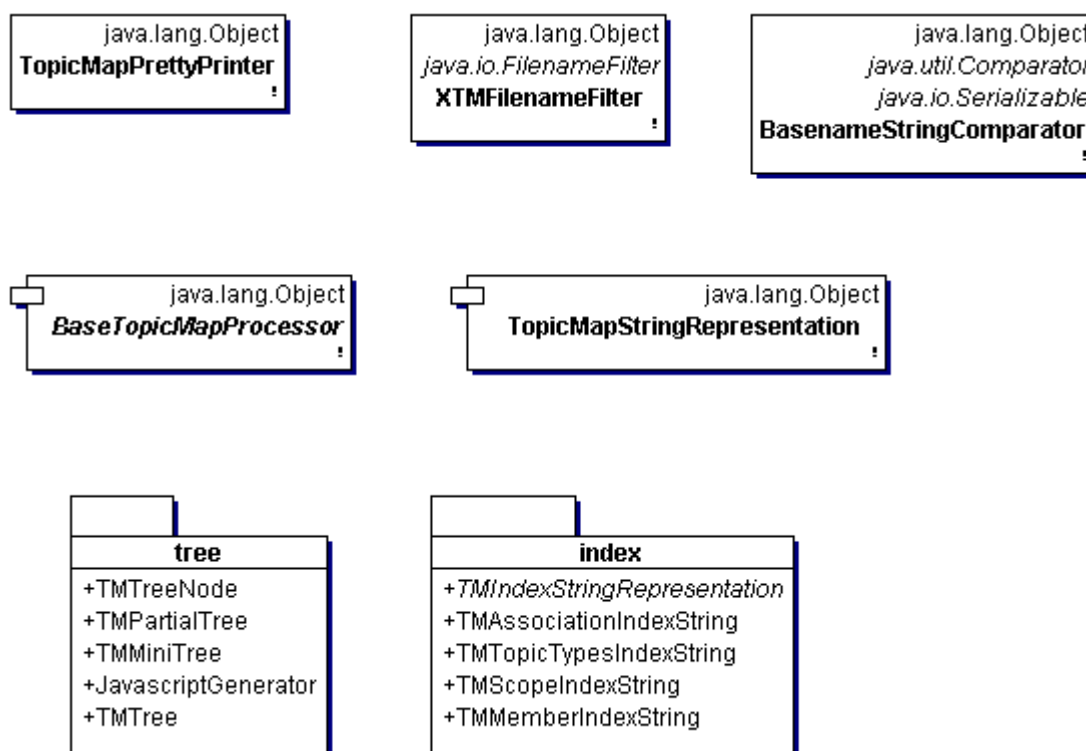 java.lang.Object
TopicMapPrettyPrinter
!
java.lang.Object
java.io.FilenameFilter
XTMFilenameFilter
!
java.lang.Object
java.util.Comparator
java.io.Serializable
BasenameStringComparator
!
java.lang.Object
BaseTopicMapProcessor
!
java.lang.Object
TopicMapStringRepresentation
!
tree
+TMTreeNode
+TMPartialTree
+TMMiniTree
+JavascriptGenerator
+TMTree
index
+TMIndexStringRepresentation
+TMAssociationIndexString
+TMTopicTypesIndexString
+TMScopeIndexString
+TMMemberIndexString